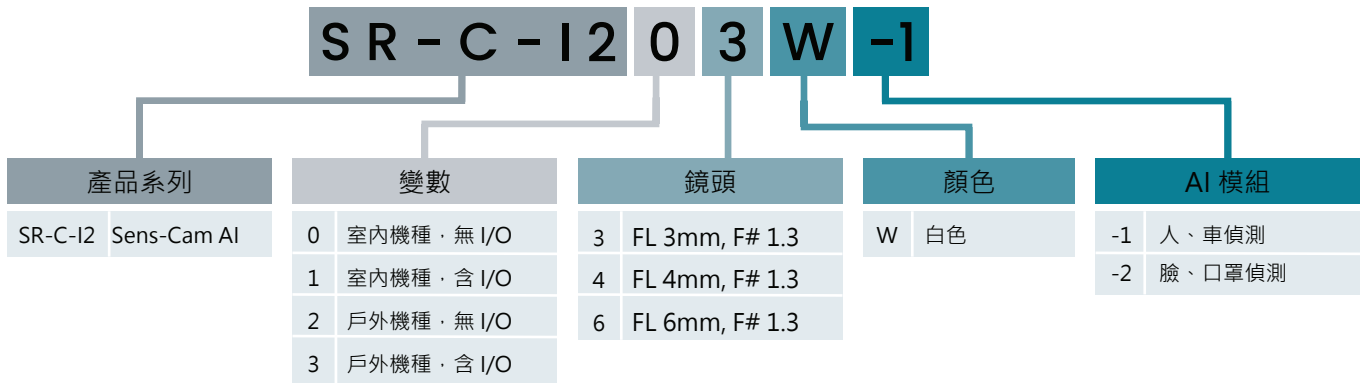 SR-C-I203W-1
產品系列
SR-C-I2 Sens-Cam AI
變數
0 室內機種，無 I/O
1 室內機種，含 I/O
2 戶外機種，無 I/O
3 戶外機種，含 I/O
鏡頭
3 FL 3mm, F# 1.3
4 FL 4mm, F# 1.3
6 FL 6mm, F# 1.3
顏色
W 白色
AI 模組
-1 人、車偵測
-2 臉、口罩偵測